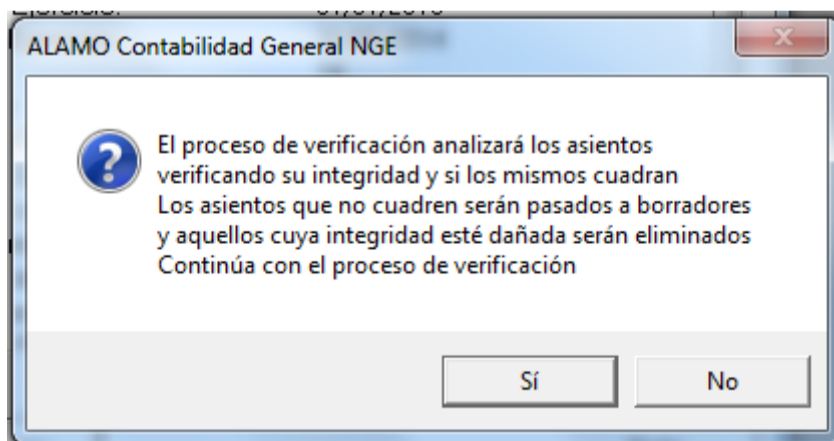 Ejercicio:
ALAMO Contabilidad General NGE
El proceso de verificación analizará los asientos
verificando su integridad y si los mismos cuadran
Los asientos que no cuadren serán pasados a borradores
y aquellos cuya integridad esté dañada serán eliminados
Continúa con el proceso de verificación
Sí
No